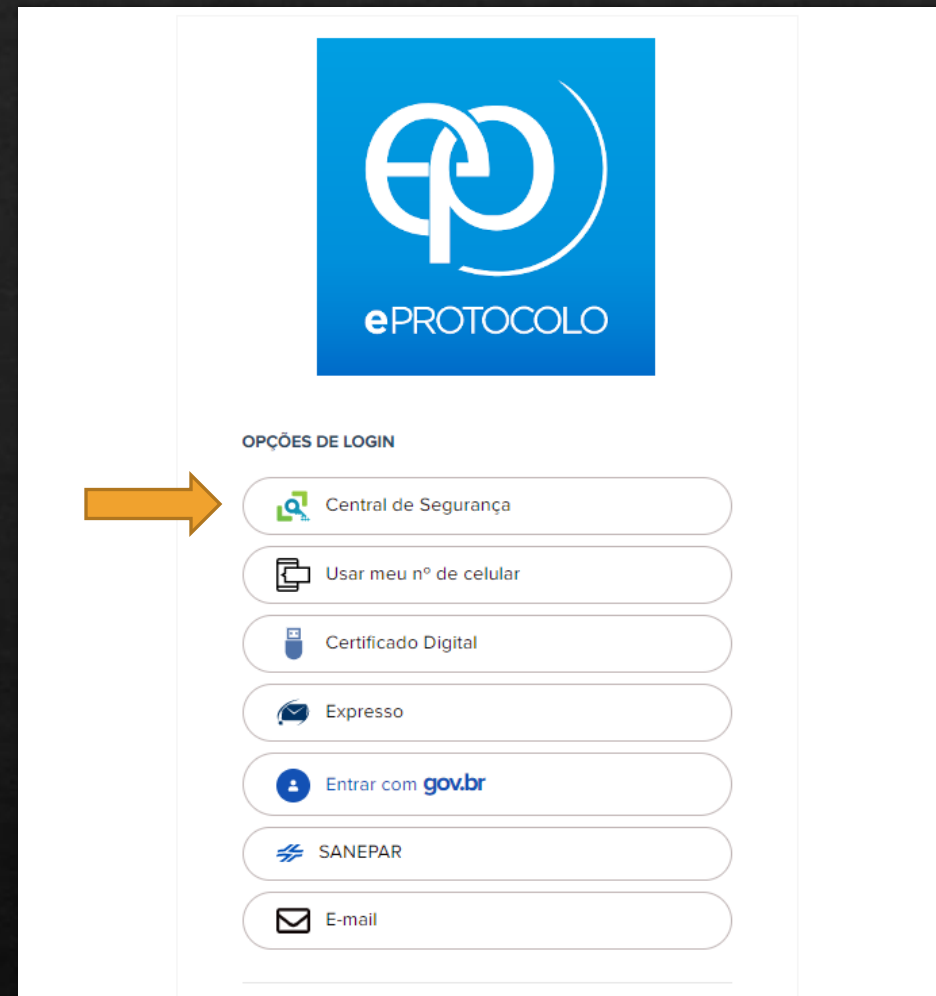 ep
ePROTOCOLO
OPÇÕES DE LOGIN
Central de Segurança
Usar meu nº de celular
Certificado Digital
Expresso
Entrar com gov.br
SANEPAR
E-mail